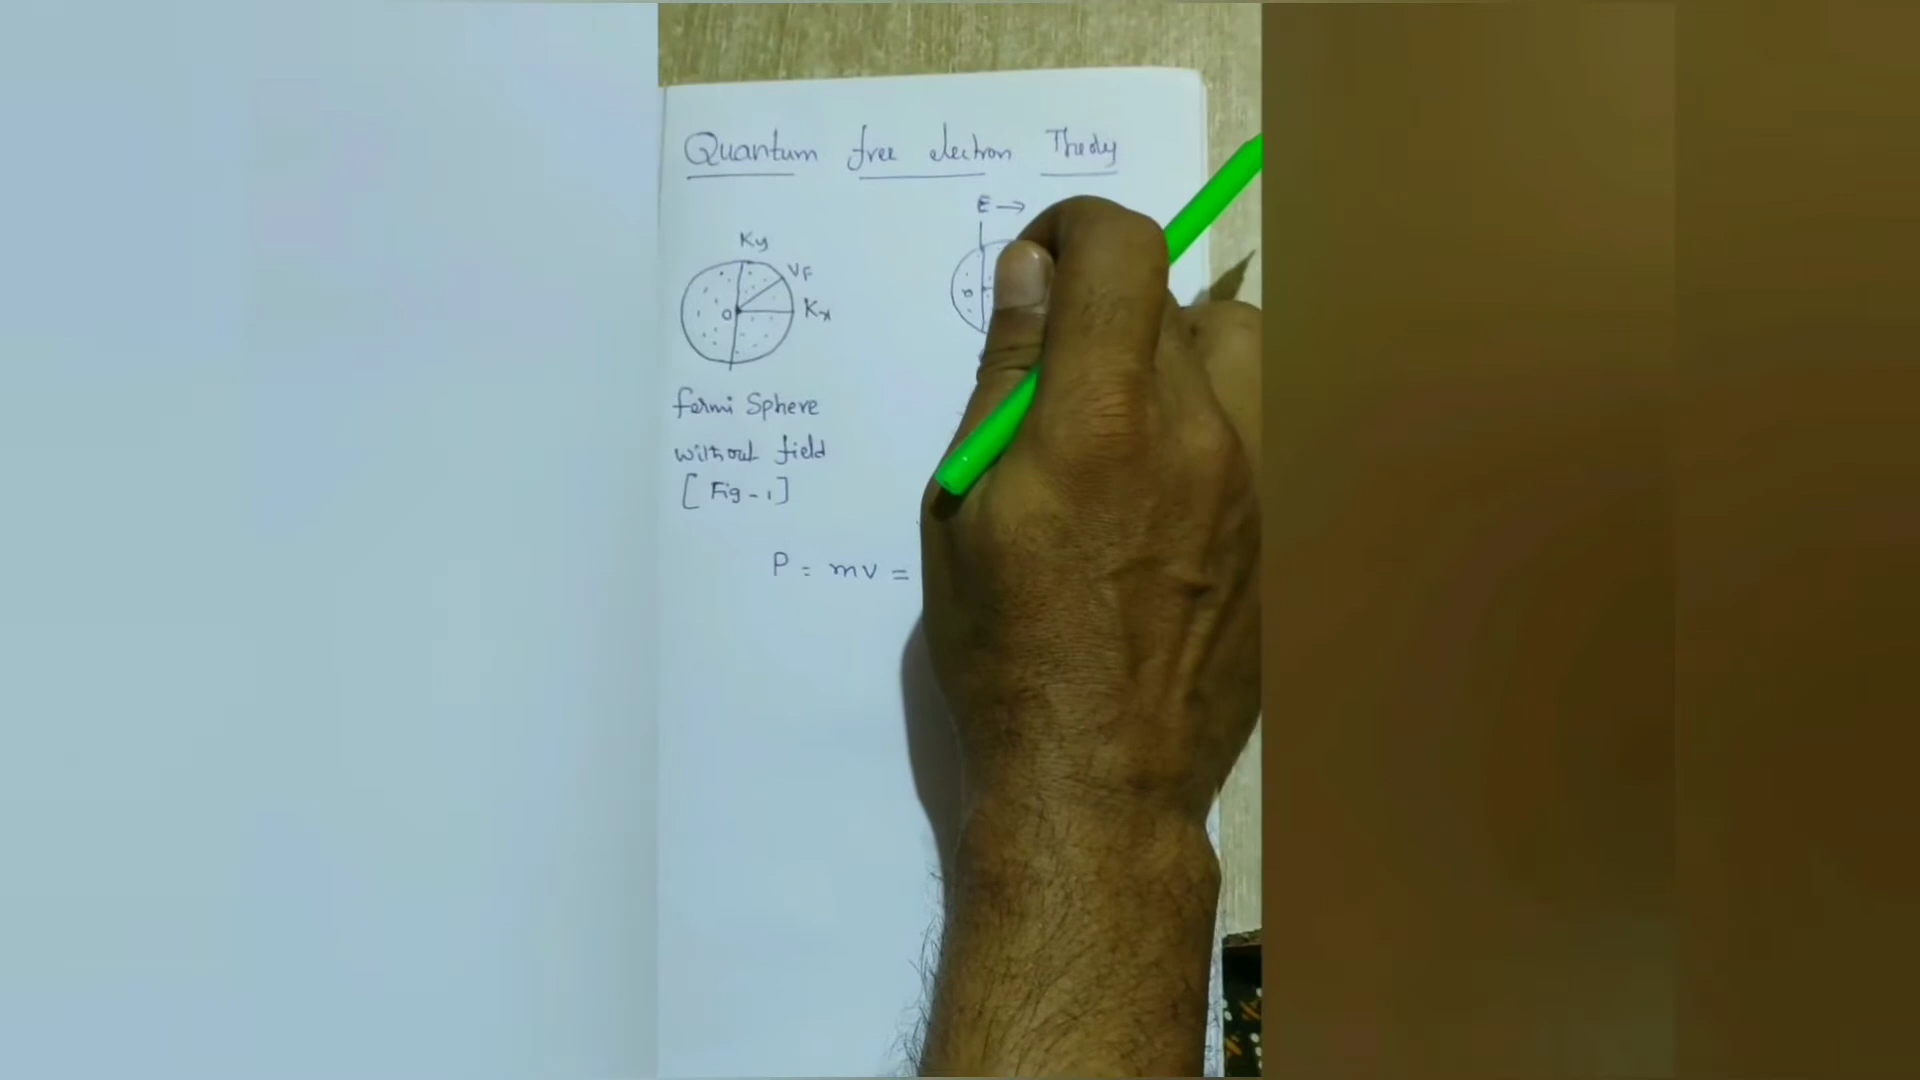 Quantum free electron Theory
E →
Ky
VF
O
Kx
fermi Sphere
without field
[ Fig - 1 ]
P = mv =